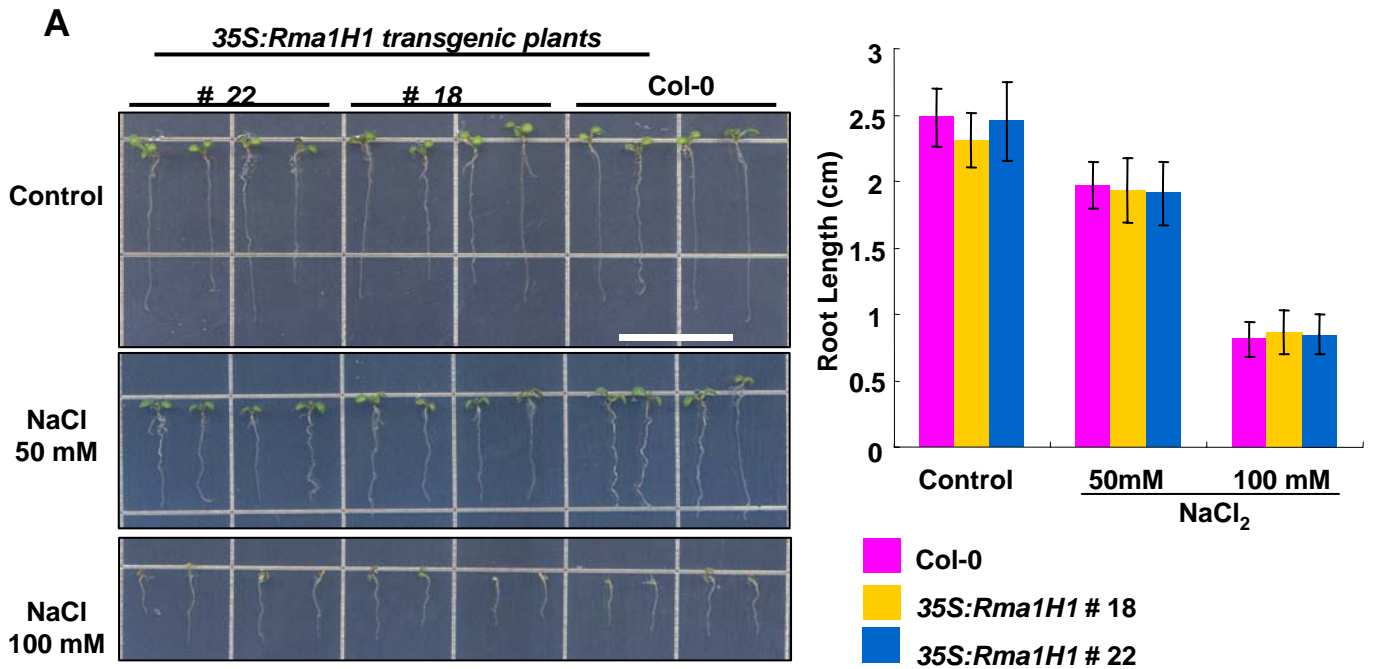 A
35S:Rma1H1 transgenic plants
# 22
# 18
Col-0
Control
NaCl
50 mM
NaCl
100 mM
3
2.5
2
1.5
1
0.5
0
Root Length (cm)
Control
50mM
100 mM
NaCl₂
Col-0
35S:Rma1H1 # 18
35S:Rma1H1 # 22